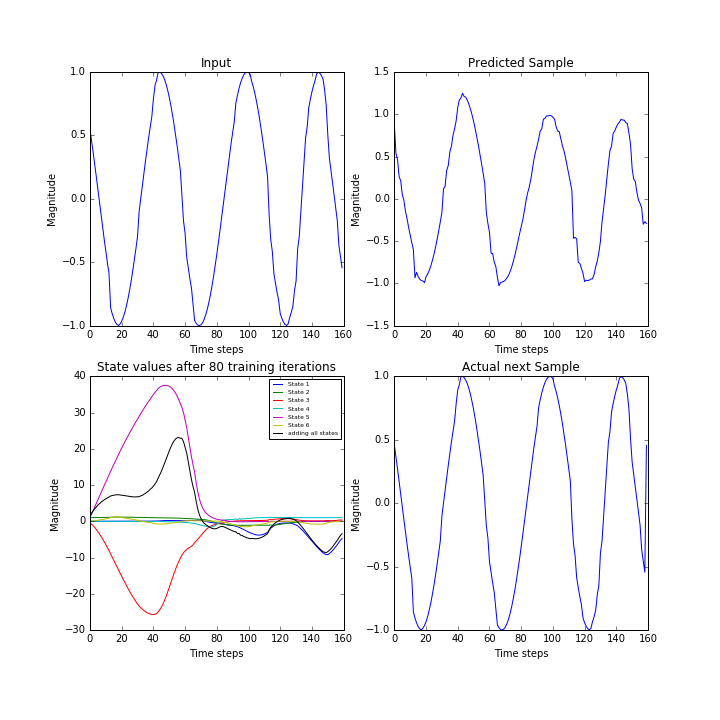 Input
1.0
0.5
0.0
−0.5
−1.0
Magnitude
0 20 40 60 80 100 120 140 160
Time steps
Predicted Sample
1.5
1.0
0.5
0.0
−0.5
−1.0
−1.5
Magnitude
0 20 40 60 80 100 120 140 160
Time steps
State values after 80 training iterations
40
30
20
10
0
−10
−20
−30
Magnitude
State 1
State 2
State 3
State 4
State 5
State 6
adding all states
0 20 40 60 80 100 120 140 160
Time steps
Actual next Sample
1.0
0.5
0.0
−0.5
−1.0
Magnitude
0 20 40 60 80 100 120 140 160
Time steps